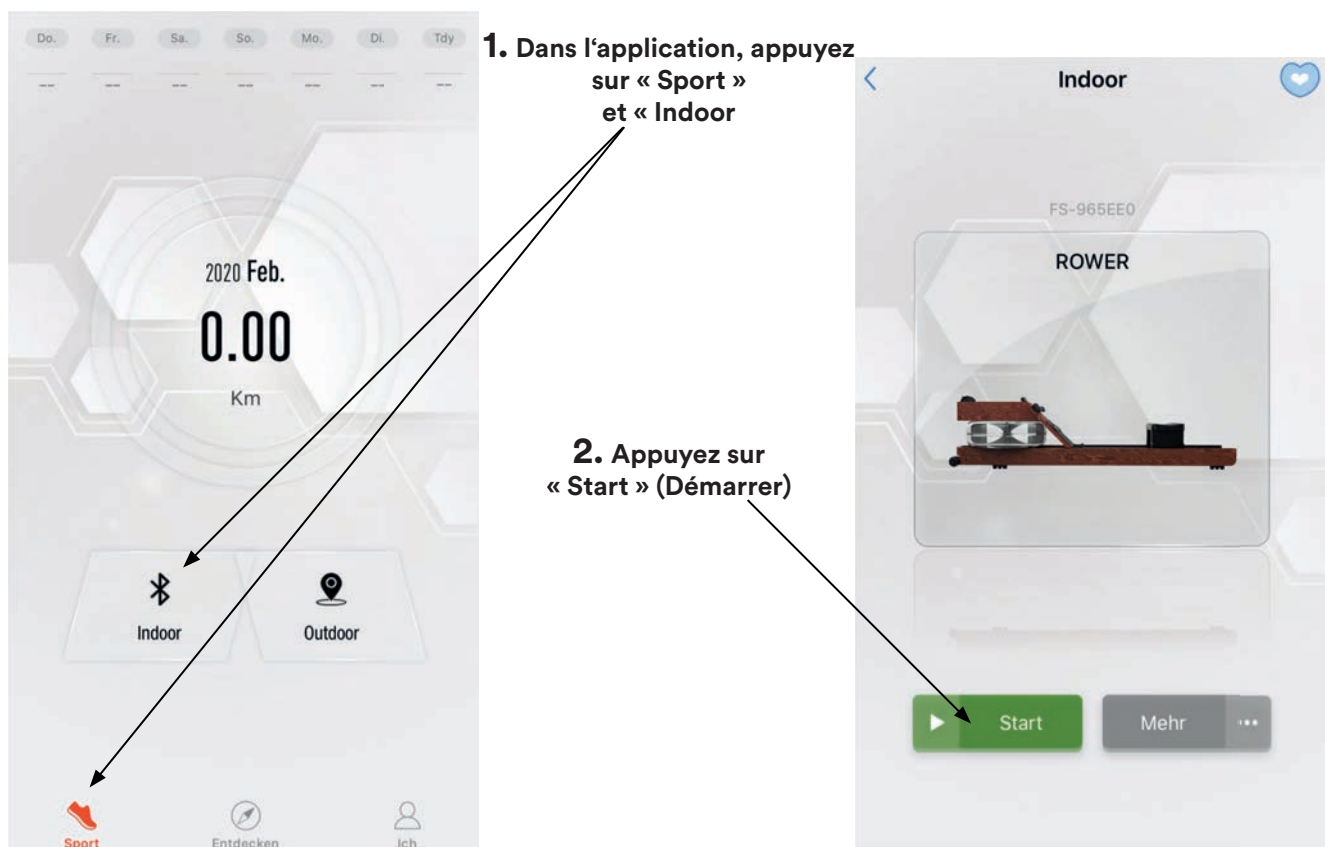 Do. Fr. Sa. So. Mo. Di. Tdy
-- -- -- -- -- -- --
2020 Feb.
0.00
Km
Indoor Outdoor
Sport Entdecken Ich
1. Dans l‘application, appuyez
sur « Sport »
et « Indoor
2. Appuyez sur
« Start » (Démarrer)
Indoor
FS-965EE0
ROWER
Start Mehr